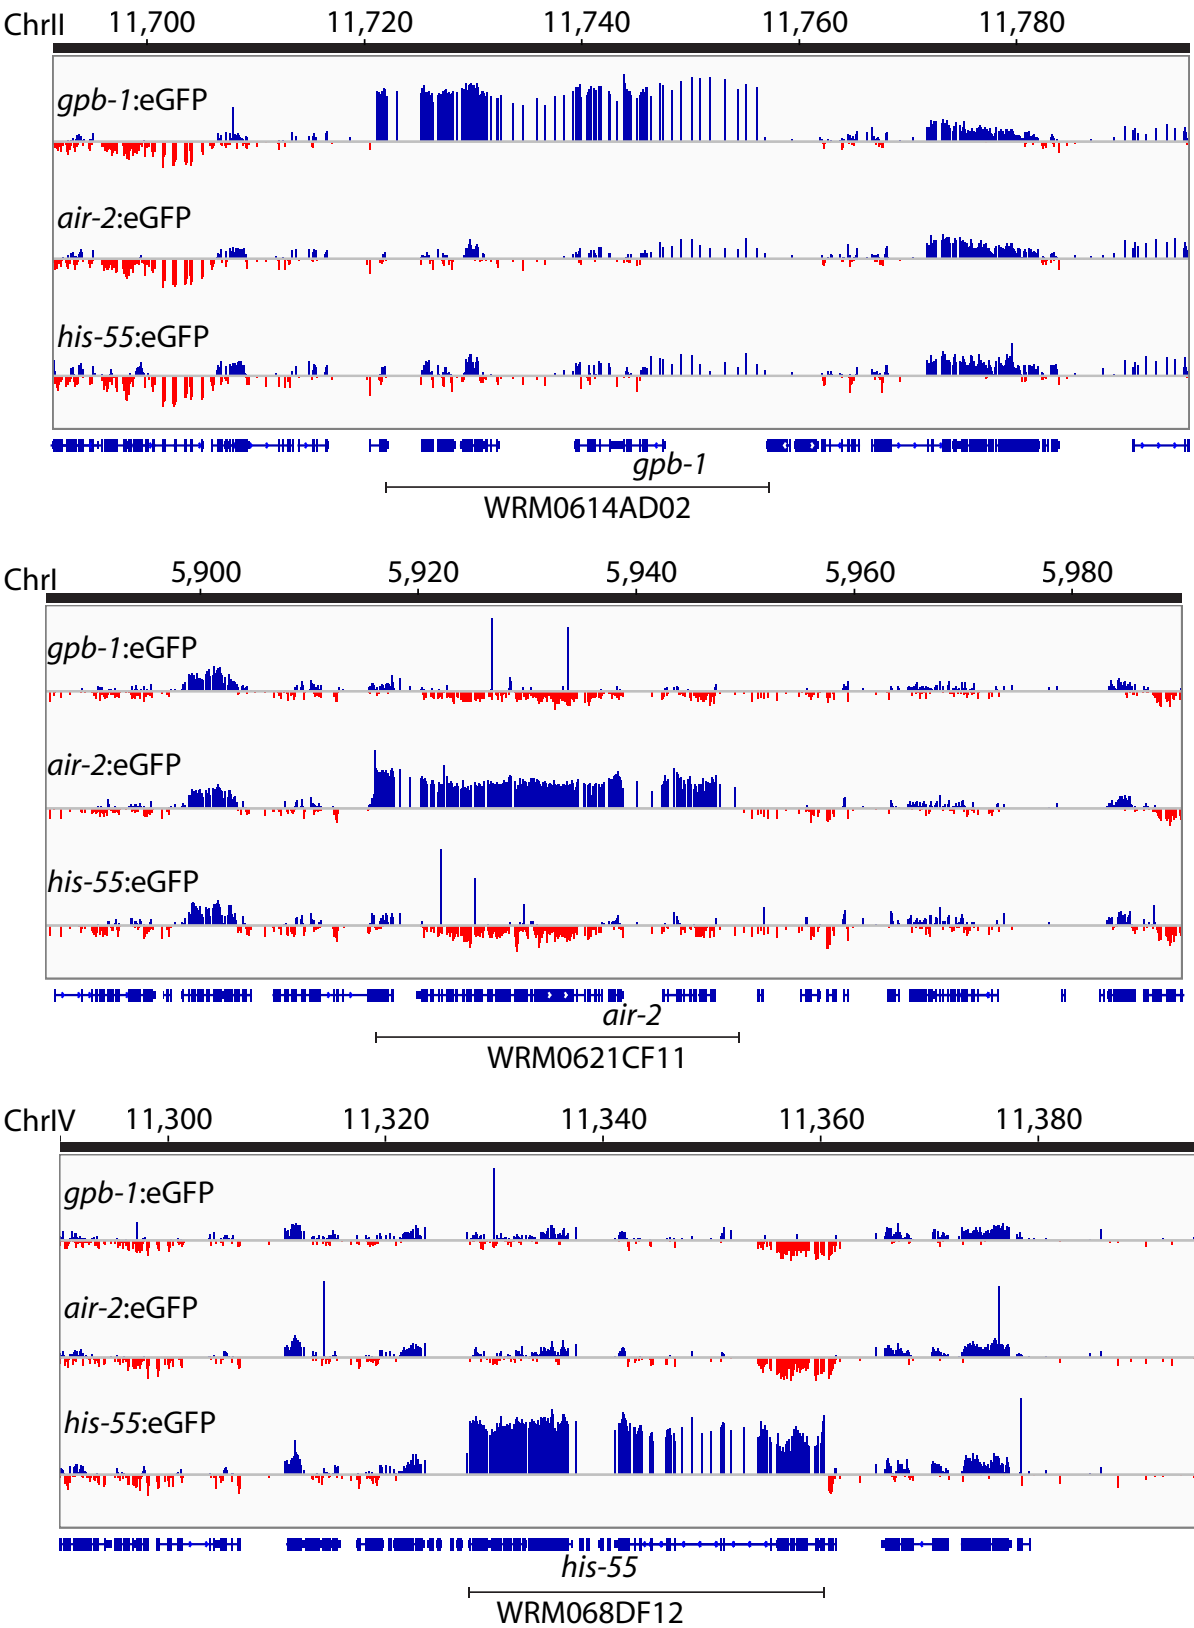 ChrII 11,700 11,720 11,740 11,760 11,780
gpb-1:eGFP
air-2:eGFP
his-55:eGFP
gpb-1
WRM0614AD02
ChrI 5,900 5,920 5,940 5,960 5,980
gpb-1:eGFP
air-2:eGFP
his-55:eGFP
air-2
WRM0621CF11
ChrIV 11,300 11,320 11,340 11,360 11,380
gpb-1:eGFP
air-2:eGFP
his-55:eGFP
his-55
WRM068DF12